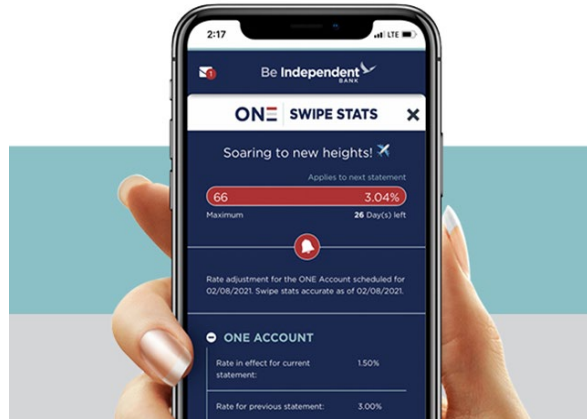 2:17
LTE
1
Be Independent
BANK
ONE SWIPE STATS
Soaring to new heights!
Applies to next statement
66 3.04%
Maximum 26 Day(s) left
Rate adjustment for the ONE Account scheduled for
02/08/2021. Swipe stats accurate as of 02/08/2021.
ONE ACCOUNT
Rate in effect for current 1.50%
statement:
Rate for previous statement: 3.00%